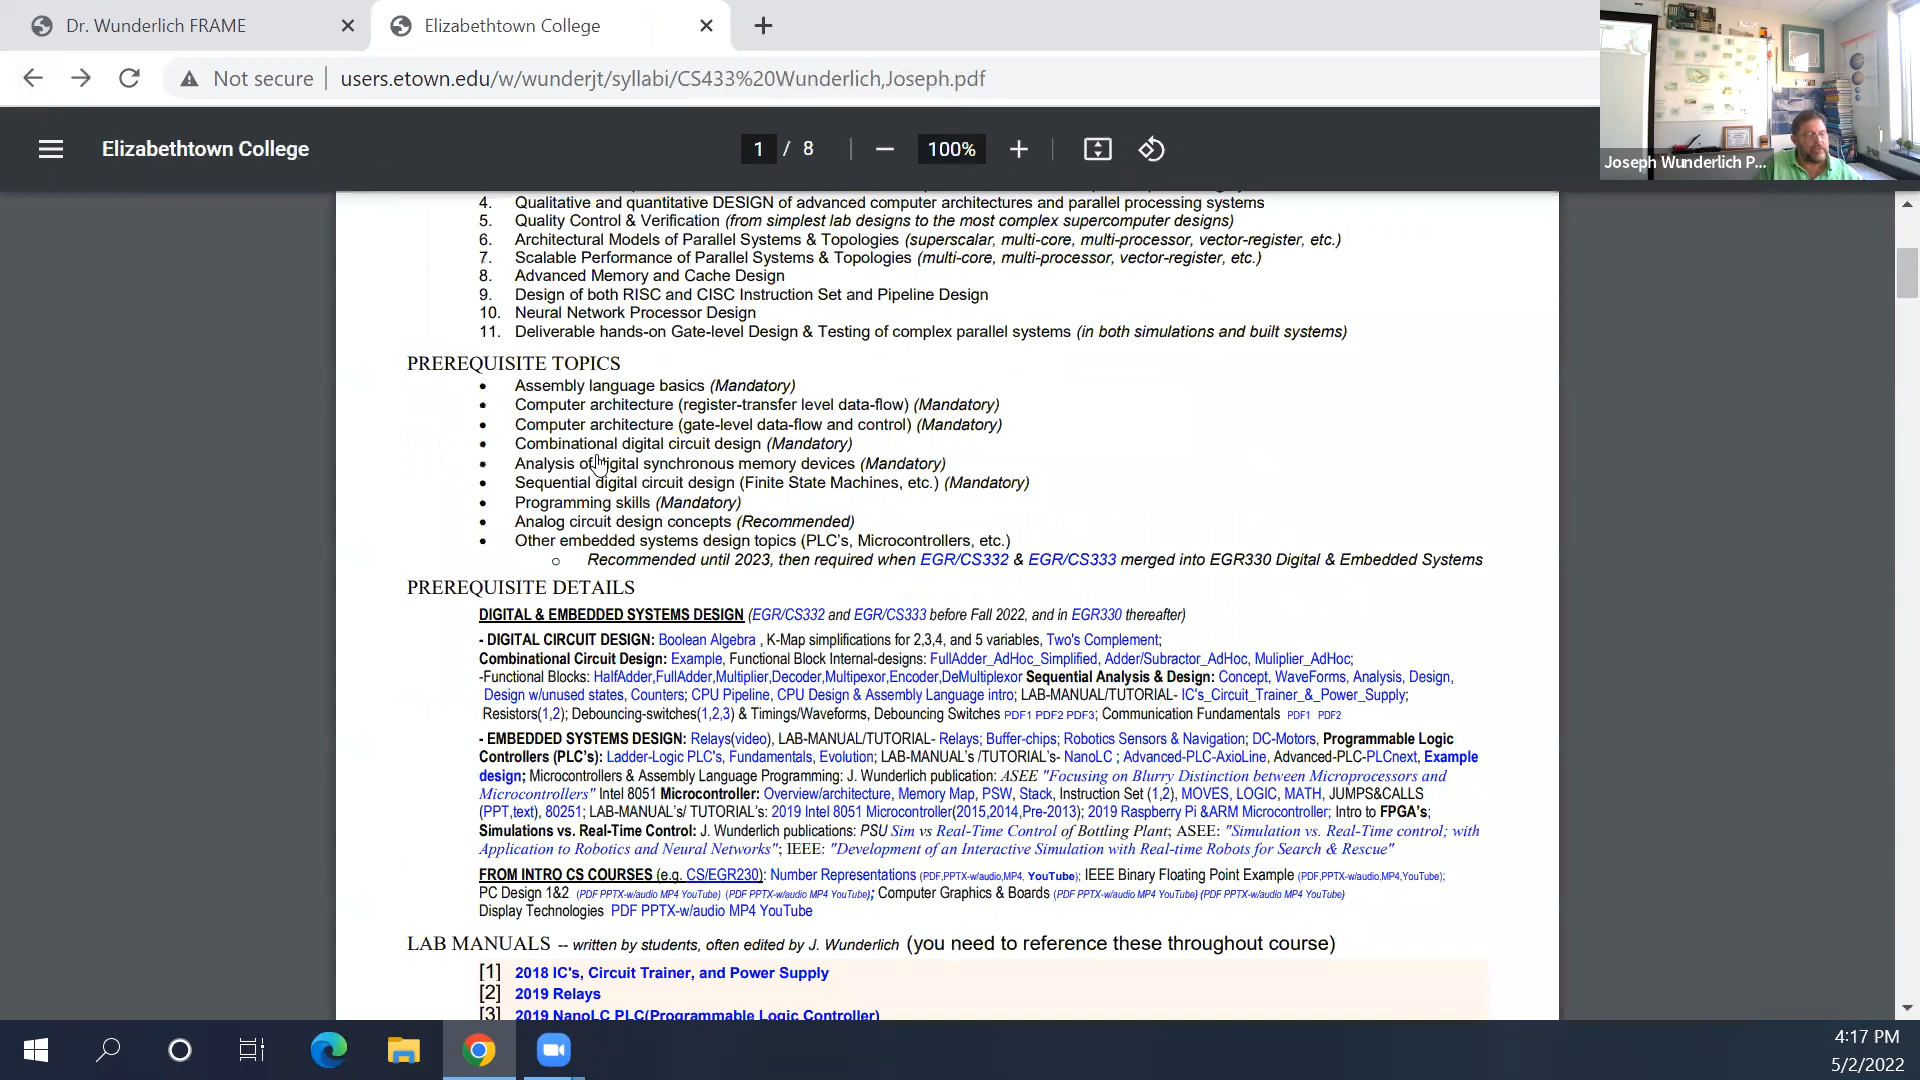 Dr. Wunderlich FRAME
Elizabethtown College
Not secure
users.etown.edu/w/wunderjt/syllabi/CS433%20Wunderlich,Joseph.pdf
Elizabethtown College
1 / 8
100%
Joseph Wunderlich P...
4. Qualitative and quantitative DESIGN of advanced computer architectures and parallel processing systems
5. Quality Control & Verification (from simplest lab designs to the most complex supercomputer designs)
6. Architectural Models of Parallel Systems & Topologies (superscalar, multi-core, multi-processor, vector-register, etc.)
7. Scalable Performance of Parallel Systems & Topologies (multi-core, multi-processor, vector-register, etc.)
8. Advanced Memory and Cache Design
9. Design of both RISC and CISC Instruction Set and Pipeline Design
10. Neural Network Processor Design
11. Deliverable hands-on Gate-level Design & Testing of complex parallel systems (in both simulations and built systems)
PREREQUISITE TOPICS
• Assembly language basics (Mandatory)
• Computer architecture (register-transfer level data-flow) (Mandatory)
• Computer architecture (gate-level data-flow and control) (Mandatory)
• Combinational digital circuit design (Mandatory)
• Analysis of digital synchronous memory devices (Mandatory)
• Sequential digital circuit design (Finite State Machines, etc.) (Mandatory)
• Programming skills (Mandatory)
• Analog circuit design concepts (Recommended)
• Other embedded systems design topics (PLC's, Microcontrollers, etc.)
o Recommended until 2023, then required when EGR/CS332 & EGR/CS333 merged into EGR330 Digital & Embedded Systems
PREREQUISITE DETAILS
DIGITAL & EMBEDDED SYSTEMS DESIGN (EGR/CS332 and EGR/CS333 before Fall 2022, and in EGR330 thereafter)
- DIGITAL CIRCUIT DESIGN: Boolean Algebra , K-Map simplifications for 2,3,4, and 5 variables, Two's Complement;
Combinational Circuit Design: Example, Functional Block Internal-designs: FullAdder_AdHoc_Simplified, Adder/Subractor_AdHoc, Muliplier_AdHoc;
-Functional Blocks: HalfAdder,FullAdder,Multiplier,Decoder,Multipexor,Encoder,DeMultiplexor Sequential Analysis & Design: Concept, WaveForms, Analysis, Design,
Design w/unused states, Counters; CPU Pipeline, CPU Design & Assembly Language intro; LAB-MANUAL/TUTORIAL- IC's_Circuit_Trainer_&_Power_Supply;
Resistors(1,2); Debouncing-switches(1,2,3) & Timings/Waveforms, Debouncing Switches PDF1 PDF2 PDF3; Communication Fundamentals PDF1 PDF2
- EMBEDDED SYSTEMS DESIGN: Relays(video), LAB-MANUAL/TUTORIAL- Relays; Buffer-chips; Robotics Sensors & Navigation; DC-Motors, Programmable Logic
Controllers (PLC's): Ladder-Logic PLC's, Fundamentals, Evolution; LAB-MANUAL's /TUTORIAL's- NanoLC ; Advanced-PLC-AxioLine, Advanced-PLC-PLCnext, Example
design; Microcontrollers & Assembly Language Programming: J. Wunderlich publication: ASEE "Focusing on Blurry Distinction between Microprocessors and
Microcontrollers" Intel 8051 Microcontroller: Overview/architecture, Memory Map, PSW, Stack, Instruction Set (1,2), MOVES, LOGIC, MATH, JUMPS&CALLS
(PPT,text), 80251; LAB-MANUAL's/ TUTORIAL's: 2019 Intel 8051 Microcontroller(2015,2014,Pre-2013); 2019 Raspberry Pi &ARM Microcontroller; Intro to FPGA's;
Simulations vs. Real-Time Control: J. Wunderlich publications: PSU Sim vs Real-Time Control of Bottling Plant; ASEE: "Simulation vs. Real-Time control; with
Application to Robotics and Neural Networks"; IEEE: "Development of an Interactive Simulation with Real-time Robots for Search & Rescue"
FROM INTRO CS COURSES (e.g. CS/EGR230): Number Representations (PDF,PPTX-w/audio,MP4, YouTube); IEEE Binary Floating Point Example (PDF,PPTX-w/audio,MP4,YouTube);
PC Design 1&2 (PDF PPTX-w/audio MP4 YouTube) (PDF PPTX-w/audio MP4 YouTube); Computer Graphics & Boards (PDF PPTX-w/audio MP4 YouTube) (PDF PPTX-w/audio MP4 YouTube)
Display Technologies PDF PPTX-w/audio MP4 YouTube
LAB MANUALS -- written by students, often edited by J. Wunderlich (you need to reference these throughout course)
[1] 2018 IC's, Circuit Trainer, and Power Supply
[2] 2019 Relays
[3] 2019 NanoLC PLC(Programmable Logic Controller)
4:17 PM
5/2/2022